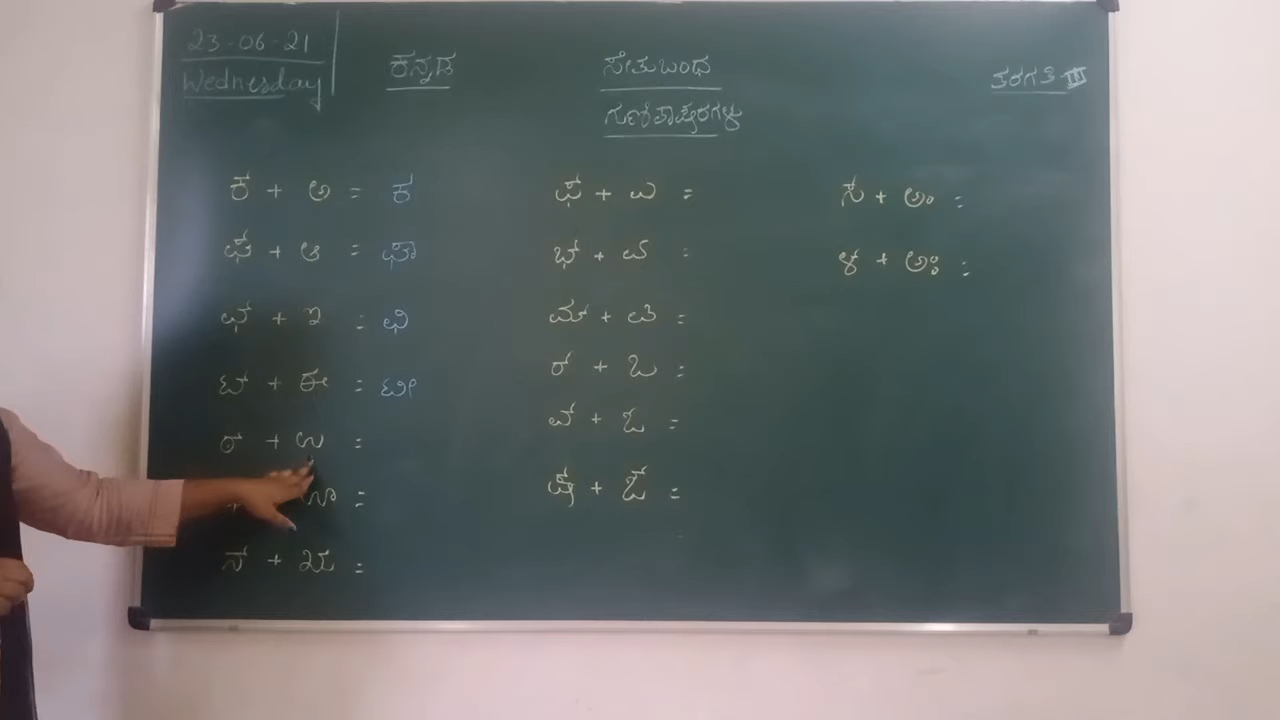 23-06-21
Wednesday
ಕನ್ನಡ
ಸೇತುಬಂಧ
ಗುಣಿತಾಕ್ಷರಗಳು
ತರಗತಿ III
ಕ್ + ಅ = ಕ
ಘ್ + ಆ = ಘಾ
ಛ್ + ಇ = ಛಿ
ಟ್ + ಈ = ಟೀ
+ ಉ =
+ ಊ =
ನ್ + ಋ =
ಫ್ + ಎ =
ಭ್ + ಏ =
ಮ್ + ಐ =
ರ್ + ಒ =
ವ್ + ಓ =
ಷ್ + ಔ =
ಸ್ + ಅಂ =
ಳ್ + ಅಃ =